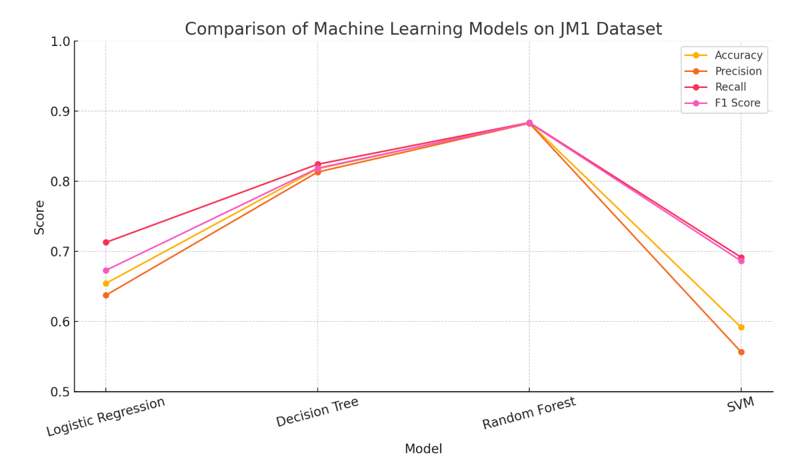 Comparison of Machine Learning Models on JM1 Dataset
1.0
0.9
0.8
0.7
0.6
0.5
Score
Accuracy
Precision
Recall
F1 Score
Logistic Regression
Decision Tree
Random Forest
SVM
Model